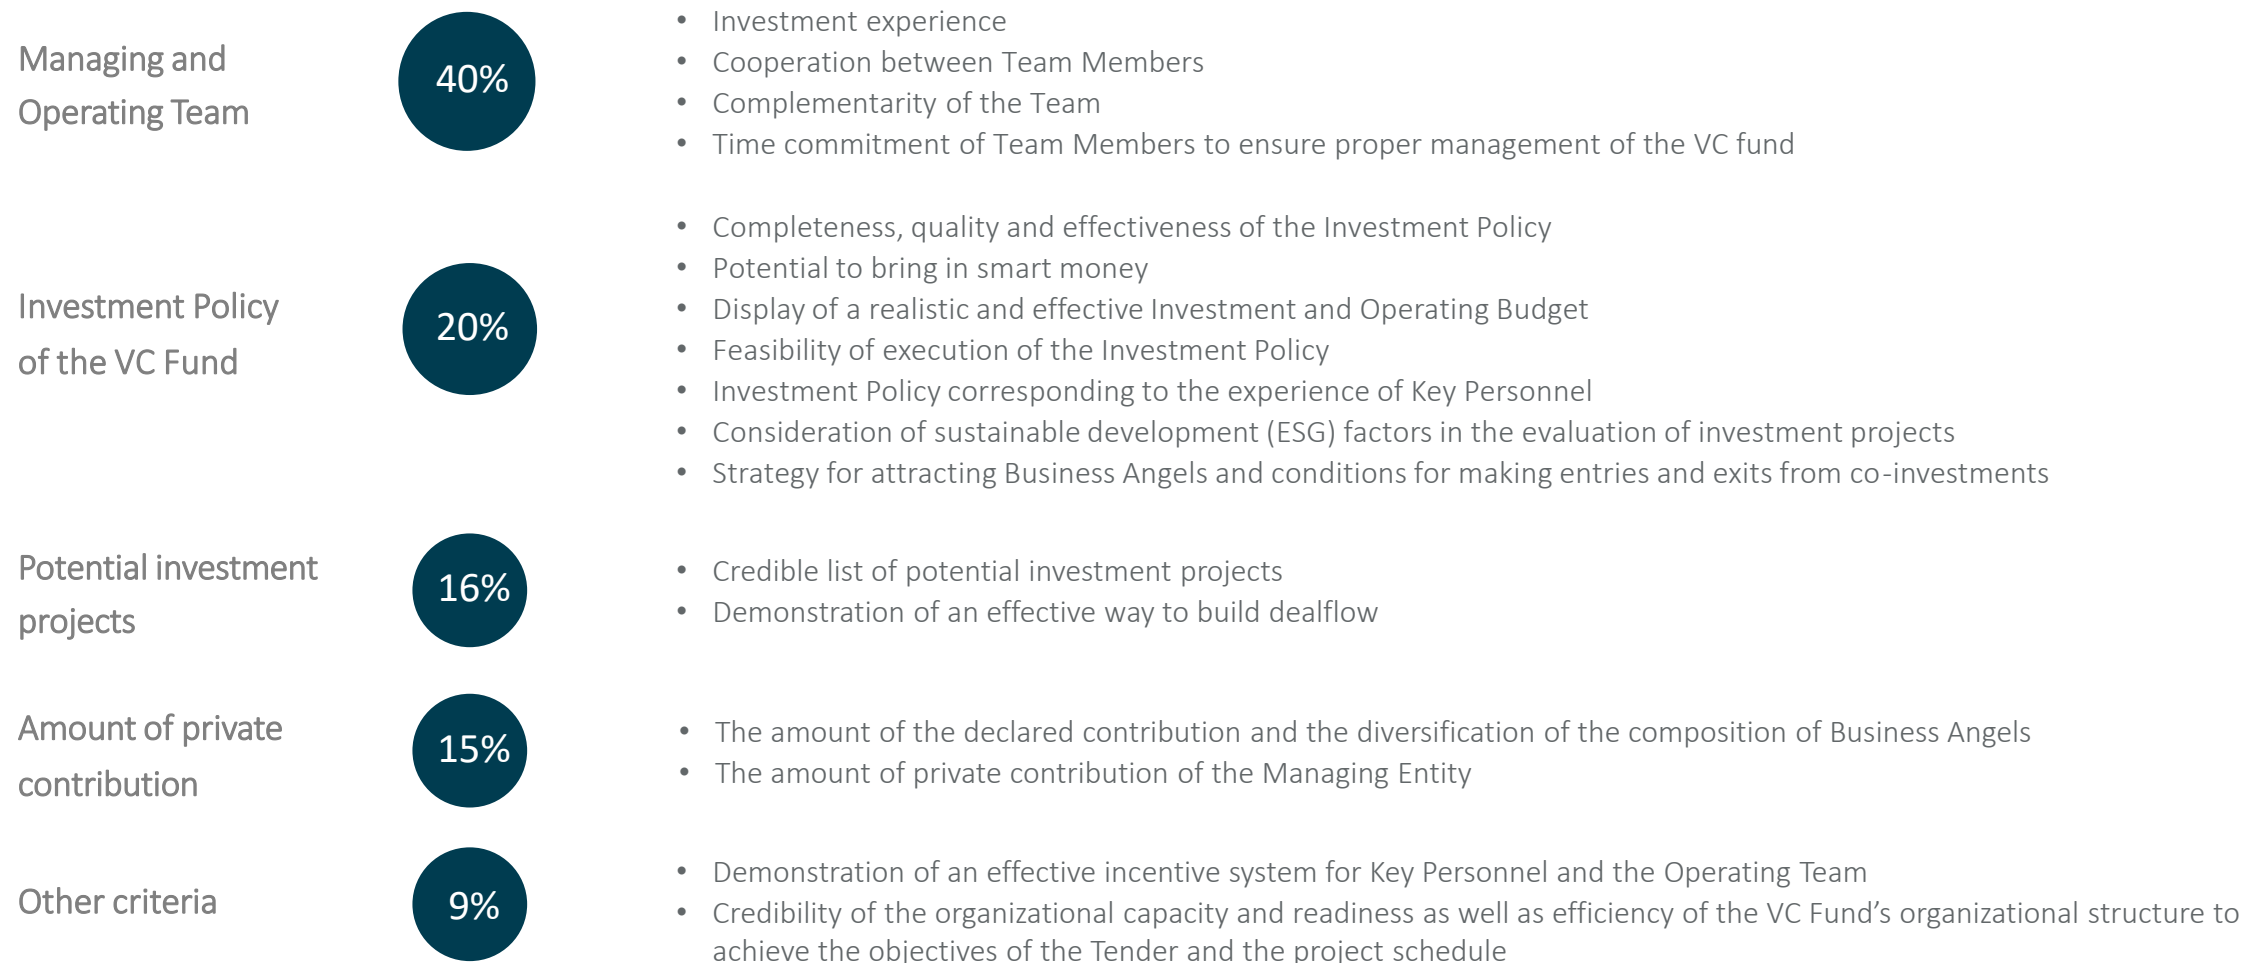 Managing and
Operating Team
40%
• Investment experience
• Cooperation between Team Members
• Complementarity of the Team
• Time commitment of Team Members to ensure proper management of the VC fund
Investment Policy
of the VC Fund
20%
• Completeness, quality and effectiveness of the Investment Policy
• Potential to bring in smart money
• Display of a realistic and effective Investment and Operating Budget
• Feasibility of execution of the Investment Policy
• Investment Policy corresponding to the experience of Key Personnel
• Consideration of sustainable development (ESG) factors in the evaluation of investment projects
• Strategy for attracting Business Angels and conditions for making entries and exits from co-investments
Potential investment
projects
16%
• Credible list of potential investment projects
• Demonstration of an effective way to build dealflow
Amount of private
contribution
15%
• The amount of the declared contribution and the diversification of the composition of Business Angels
• The amount of private contribution of the Managing Entity
Other criteria
9%
• Demonstration of an effective incentive system for Key Personnel and the Operating Team
• Credibility of the organizational capacity and readiness as well as efficiency of the VC Fund’s organizational structure to
achieve the objectives of the Tender and the project schedule